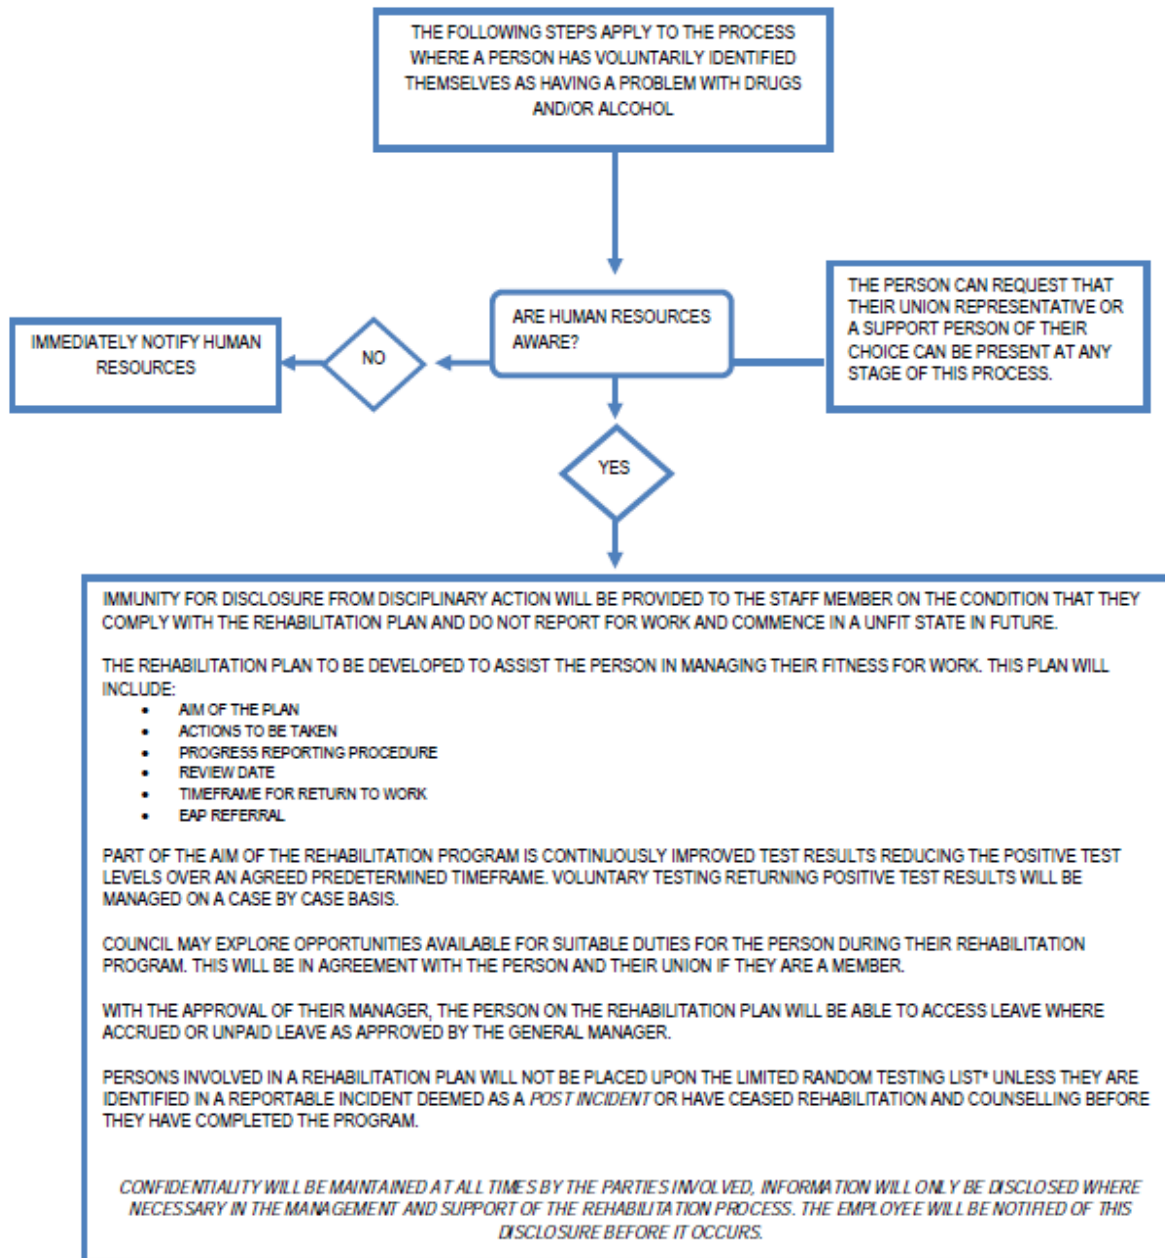 THE FOLLOWING STEPS APPLY TO THE PROCESS
WHERE A PERSON HAS VOLUNTARILY IDENTIFIED
THEMSELVES AS HAVING A PROBLEM WITH DRUGS
AND/OR ALCOHOL
THE PERSON CAN REQUEST THAT
THEIR UNION REPRESENTATIVE OR
A SUPPORT PERSON OF THEIR
CHOICE CAN BE PRESENT AT ANY
STAGE OF THIS PROCESS.
ARE HUMAN RESOURCES
AWARE?
NO
IMMEDIATELY NOTIFY HUMAN
RESOURCES
YES
IMMUNITY FOR DISCLOSURE FROM DISCIPLINARY ACTION WILL BE PROVIDED TO THE STAFF MEMBER ON THE CONDITION THAT THEY
COMPLY WITH THE REHABILITATION PLAN AND DO NOT REPORT FOR WORK AND COMMENCE IN A UNFIT STATE IN FUTURE.
THE REHABILITATION PLAN TO BE DEVELOPED TO ASSIST THE PERSON IN MANAGING THEIR FITNESS FOR WORK. THIS PLAN WILL
INCLUDE:
• AIM OF THE PLAN
• ACTIONS TO BE TAKEN
• PROGRESS REPORTING PROCEDURE
• REVIEW DATE
• TIMEFRAME FOR RETURN TO WORK
• EAP REFERRAL
PART OF THE AIM OF THE REHABILITATION PROGRAM IS CONTINUOUSLY IMPROVED TEST RESULTS REDUCING THE POSITIVE TEST
LEVELS OVER AN AGREED PREDETERMINED TIMEFRAME. VOLUNTARY TESTING RETURNING POSITIVE TEST RESULTS WILL BE
MANAGED ON A CASE BY CASE BASIS.
COUNCIL MAY EXPLORE OPPORTUNITIES AVAILABLE FOR SUITABLE DUTIES FOR THE PERSON DURING THEIR REHABILITATION
PROGRAM. THIS WILL BE IN AGREEMENT WITH THE PERSON AND THEIR UNION IF THEY ARE A MEMBER.
WITH THE APPROVAL OF THEIR MANAGER, THE PERSON ON THE REHABILITATION PLAN WILL BE ABLE TO ACCESS LEAVE WHERE
ACCRUED OR UNPAID LEAVE AS APPROVED BY THE GENERAL MANAGER.
PERSONS INVOLVED IN A REHABILITATION PLAN WILL NOT BE PLACED UPON THE LIMITED RANDOM TESTING LIST* UNLESS THEY ARE
IDENTIFIED IN A REPORTABLE INCIDENT DEEMED AS A POST INCIDENT OR HAVE CEASED REHABILITATION AND COUNSELLING BEFORE
THEY HAVE COMPLETED THE PROGRAM.
CONFIDENTIALITY WILL BE MAINTAINED AT ALL TIMES BY THE PARTIES INVOLVED, INFORMATION WILL ONLY BE DISCLOSED WHERE
NECESSARY IN THE MANAGEMENT AND SUPPORT OF THE REHABILITATION PROCESS. THE EMPLOYEE WILL BE NOTIFIED OF THIS
DISCLOSURE BEFORE IT OCCURS.